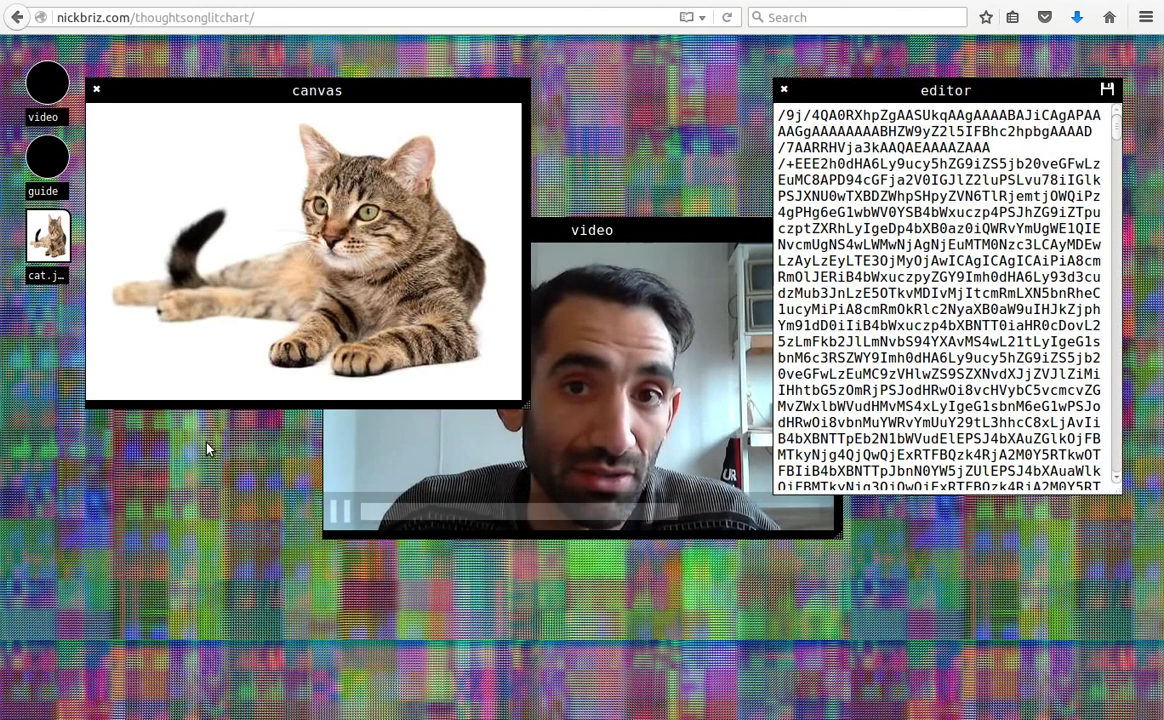 nickbriz.com/thoughtsonglitchart/
Search
video
guide
cat.j...
canvas
video
editor
/9j/4QA0RXhpZgAASUkqAAgAAAABAJiCAgAPAA
AAGgAAAAAAAABHZW9yZ2l5IFBhc2hpbgAAAAD
/7AARRHVja3kAAQAEAAAAZAAA
/+EEE2h0dHA6Ly9ucy5hZG9iZS5jb20veGFwLz
EuMC8APD94cGFja2V0IGJlZ2luPSLvu78iIGlk
PSJXNU0wTXBDZWhpSHpyZVN6TlRjemtjOWQiPz
4gPHg6eG1wbWV0YSB4bWxuczp4PSJhZG9iZTpu
czptZXRhLyIgeDp4bXB0az0iQWRvYmUgWE1QIE
NvcmUgNS4wLWMwNjAgNjEuMTM0Nzc3LCAyMDEw
LzAyLzEyLTE3OjMyOjAwICAgICAgICAiPiA8cm
RmOlJERiB4bWxuczpyZGY9Imh0dHA6Ly93d3cu
dzMub3JnLzE5OTkvMDIvMjItcmRmLXN5bnRheC
1ucyMiPiA8cmRmOkRlc2NyaXB0aW9uIHJkZjph
Ym91dD0iIiB4bWxuczp4bXBNTT0iaHR0cDovL2
5zLmFkb2JlLmNvbS94YXAvMS4wL21tLyIgeG1s
bnM6c3RSZWY9Imh0dHA6Ly9ucy5hZG9iZS5jb2
0veGFwLzEuMC9zVHlwZS9SZXNvdXJjZVJlZiMi
IHhtbG5zOmRjPSJodHRwOi8vcHVybC5vcmcvZG
MvZWxlbWVudHMvMS4xLyIgeG1sbnM6eG1wPSJo
dHRwOi8vbnMuYWRvYmUuY29tL3hhcC8xLjAvIi
B4bXBNTTpEb2N1bWVudElEPSJ4bXAuZGlkOjFB
MTkyNjg4QjQwQjExRTFBQzk4RjA2M0Y5RTkwOT
FBIiB4bXBNTTpJbnN0YW5jZUlEPSJ4bXAuaWlk
UR